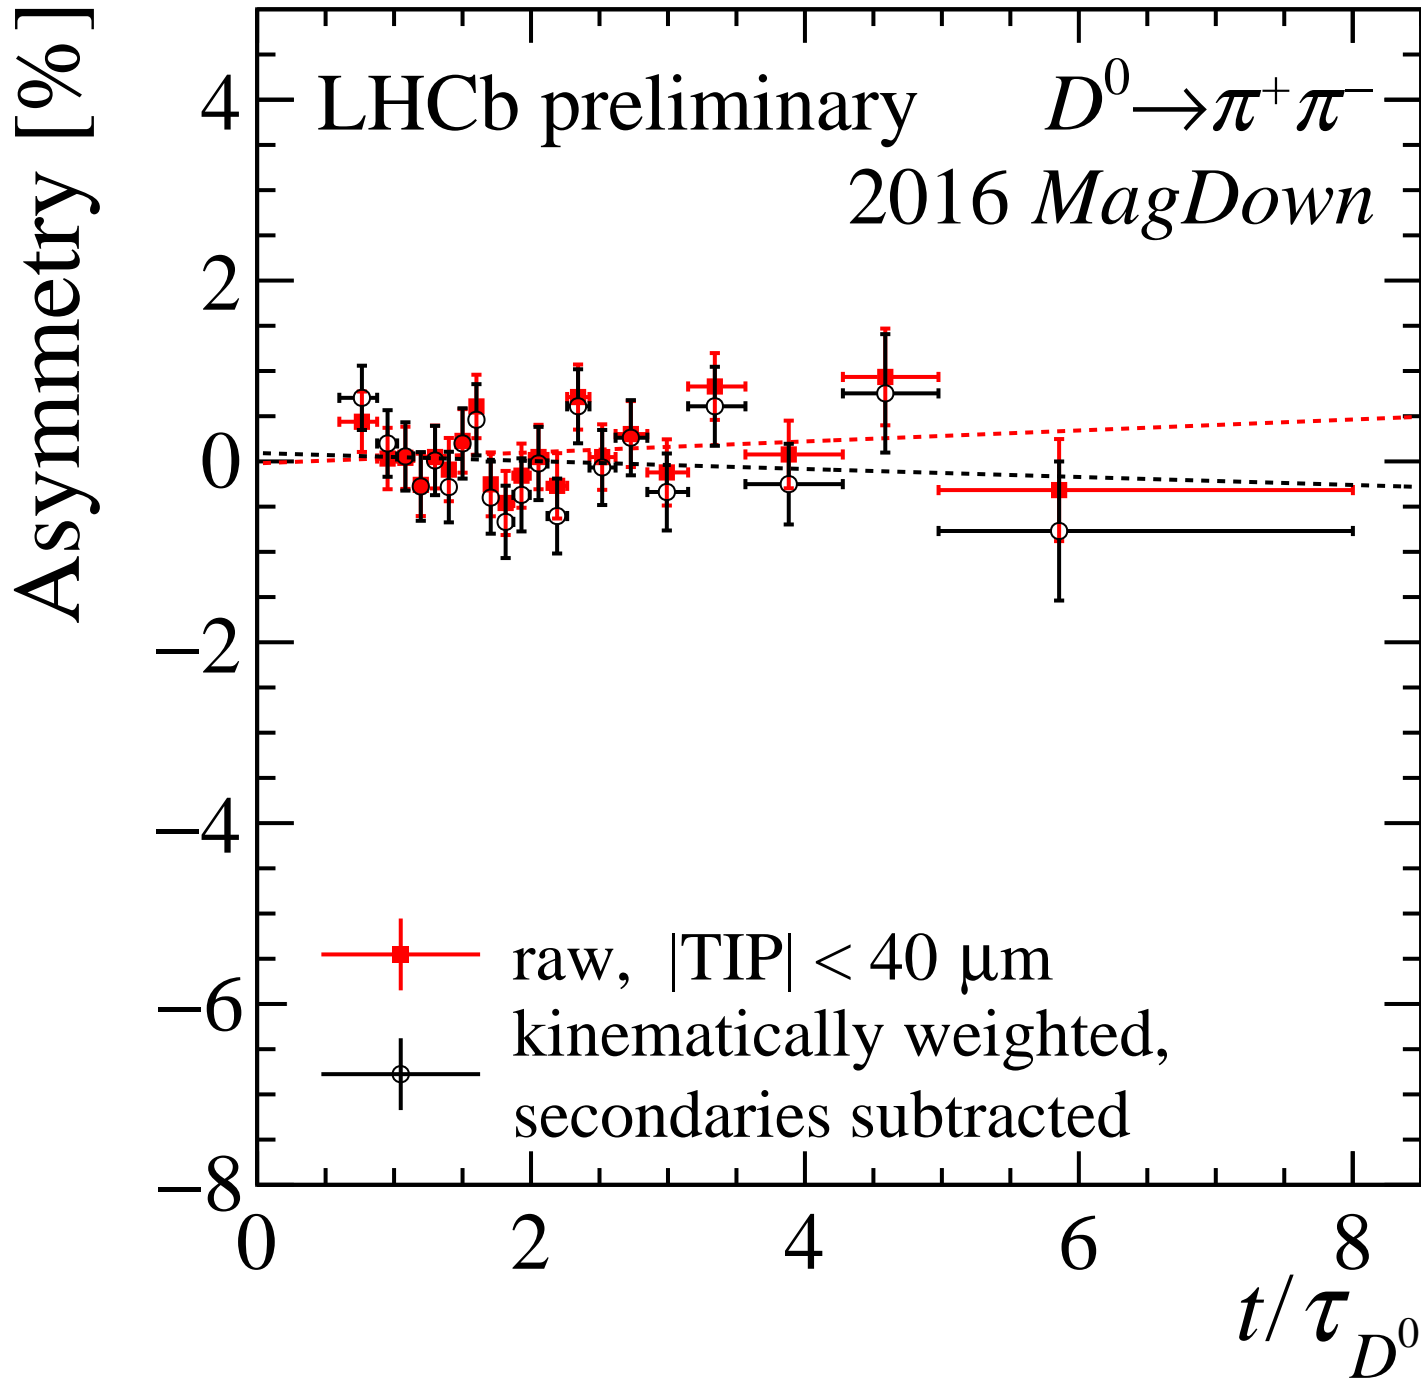 Asymmetry [%]
LHCb preliminary
D⁰→π⁺π⁻
2016 MagDown
4
2
0
−2
−4
−6
−8
raw, |TIP| < 40 μm
kinematically weighted,
secondaries subtracted
0 2 4 6 8
t/τ_D⁰